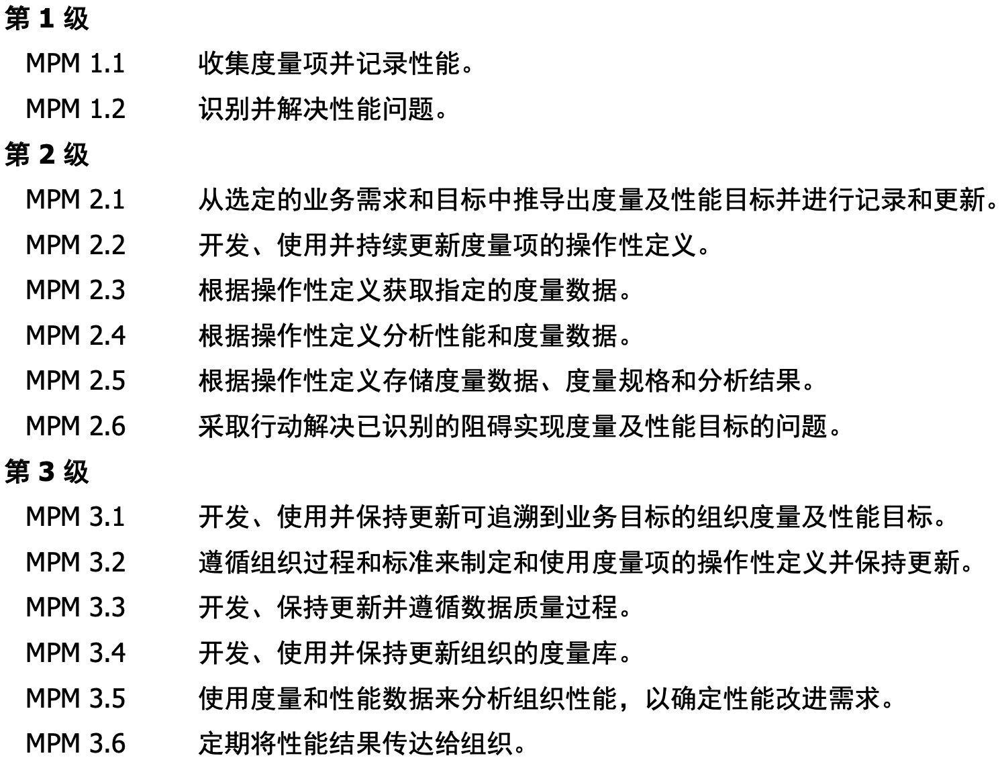 第 1 级
MPM 1.1 收集度量项并记录性能。
MPM 1.2 识别并解决性能问题。
第 2 级
MPM 2.1 从选定的业务需求和目标中推导出度量及性能目标并进行记录和更新。
MPM 2.2 开发、使用并持续更新度量项的操作性定义。
MPM 2.3 根据操作性定义获取指定的度量数据。
MPM 2.4 根据操作性定义分析性能和度量数据。
MPM 2.5 根据操作性定义存储度量数据、度量规格和分析结果。
MPM 2.6 采取行动解决已识别的阻碍实现度量及性能目标的问题。
第 3 级
MPM 3.1 开发、使用并保持更新可追溯到业务目标的组织度量及性能目标。
MPM 3.2 遵循组织过程和标准来制定和使用度量项的操作性定义并保持更新。
MPM 3.3 开发、保持更新并遵循数据质量过程。
MPM 3.4 开发、使用并保持更新组织的度量库。
MPM 3.5 使用度量和性能数据来分析组织性能，以确定性能改进需求。
MPM 3.6 定期将性能结果传达给组织。